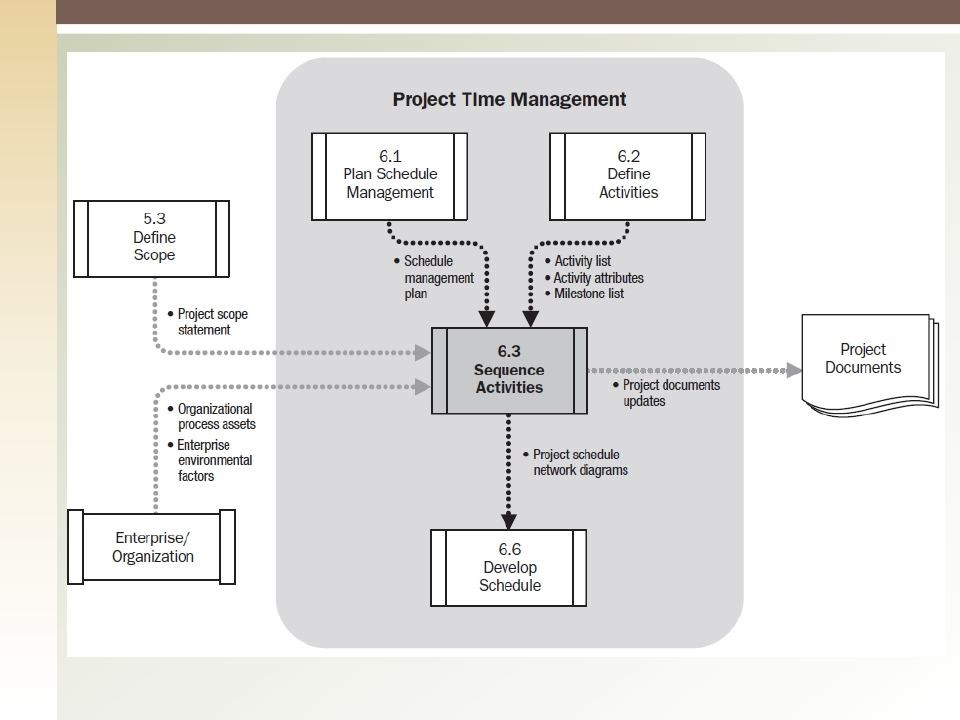 Project Time Management
6.1
Plan Schedule
Management
6.2
Define
Activities
5.3
Define
Scope
• Schedule
management
plan
• Activity list
• Activity attributes
• Milestone list
• Project scope
statement
6.3
Sequence
Activities
Project
Documents
• Project documents
updates
• Organizational
process assets
• Enterprise
environmental
factors
• Project schedule
network diagrams
Enterprise/
Organization
6.6
Develop
Schedule